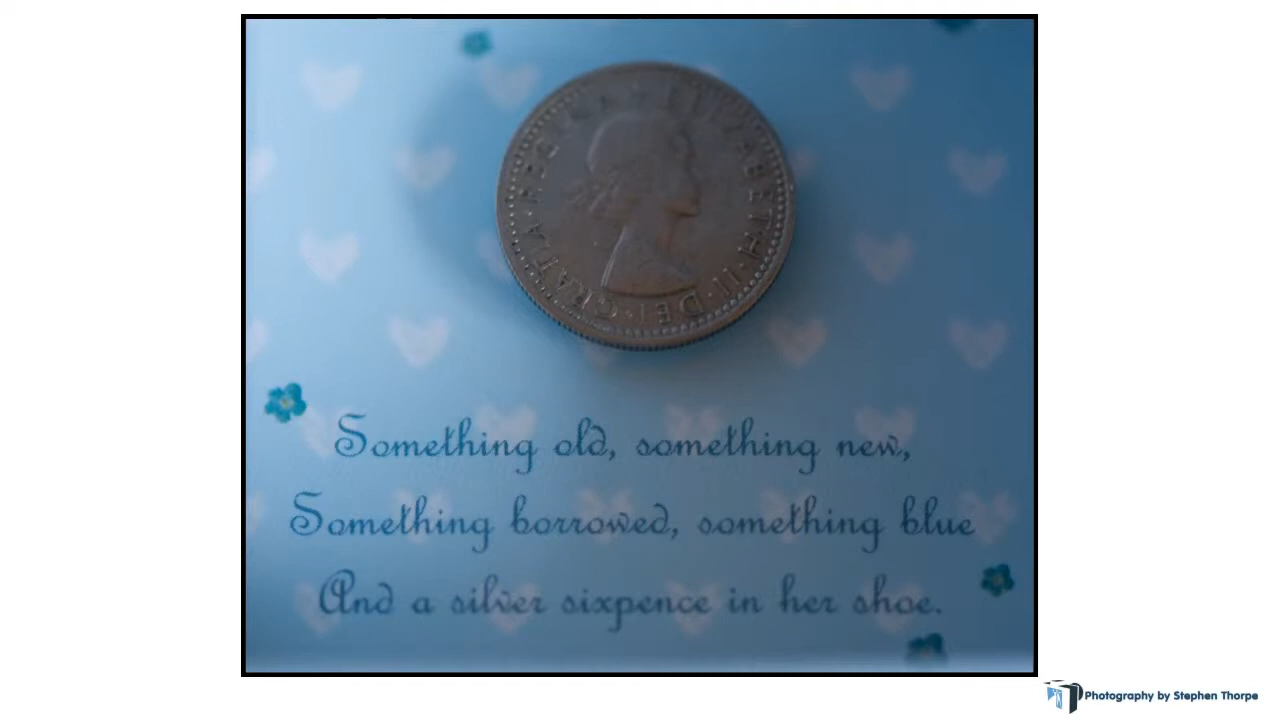 ELIZABETH·II·DEI·GRATIA·REGINA
Something old, something new,
Something borrowed, something blue
And a silver sixpence in her shoe.
Photography by Stephen Thorpe